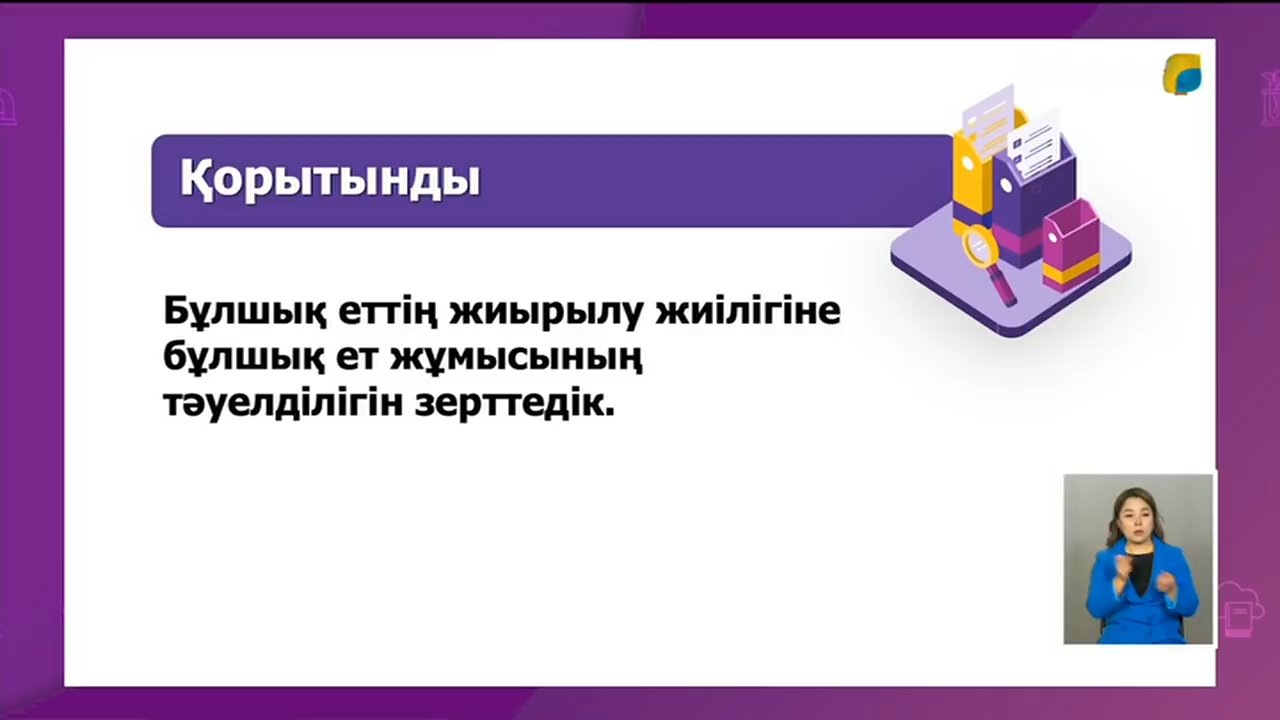 Қорытынды
Бұлшық еттің жиырылу жиілігіне
бұлшық ет жұмысының
тәуелділігін зерттедік.